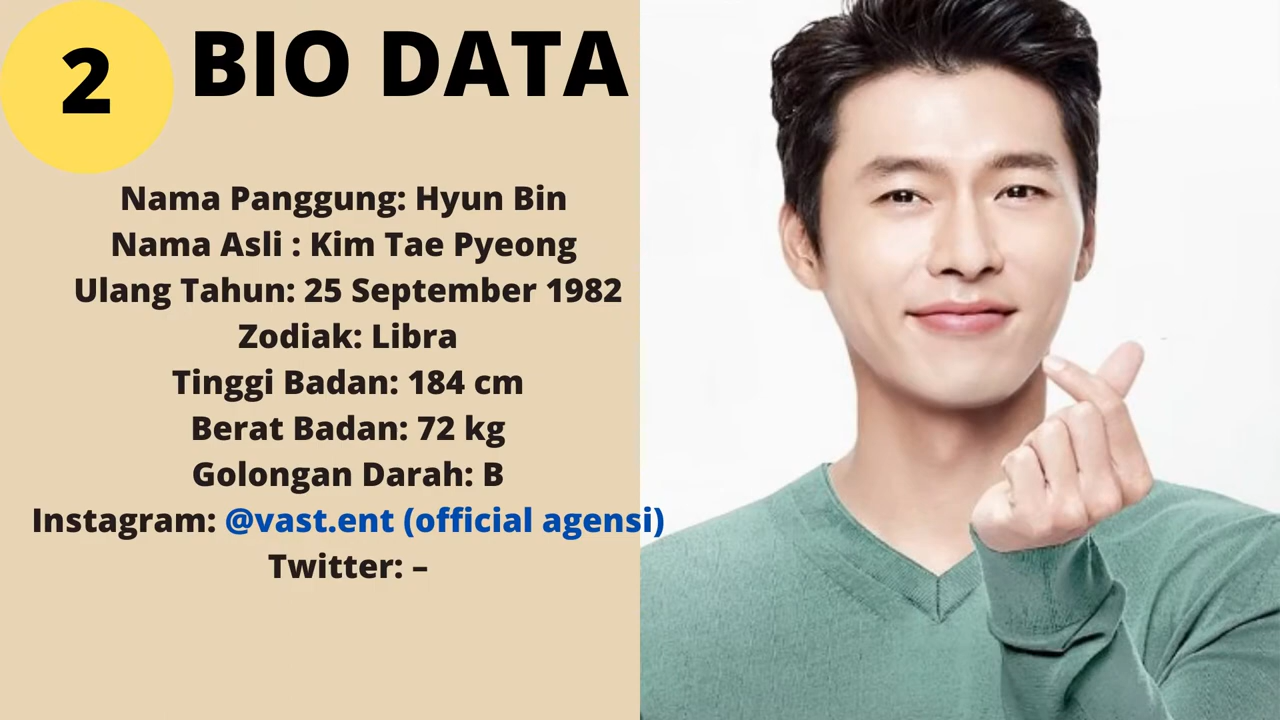 2
BIO DATA
Nama Panggung: Hyun Bin
Nama Asli : Kim Tae Pyeong
Ulang Tahun: 25 September 1982
Zodiak: Libra
Tinggi Badan: 184 cm
Berat Badan: 72 kg
Golongan Darah: B
Instagram: @vast.ent (official agensi)
Twitter: –